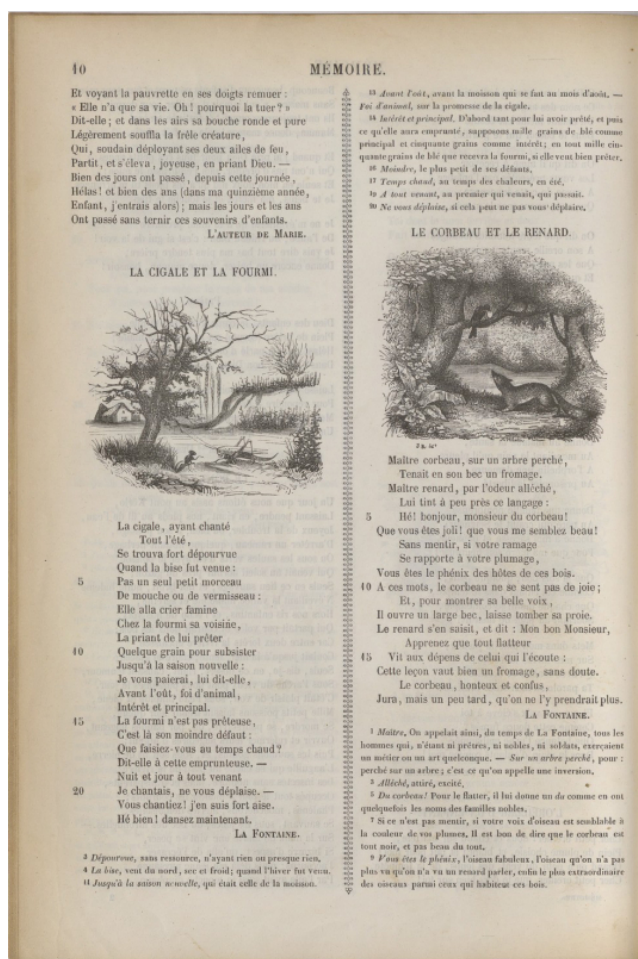 10
MÉMOIRE.
Et voyant la pauvrette en ses doigts remuer :
« Elle n'a que sa vie. Oh! pourquoi la tuer? »
Dit-elle; et dans les airs sa bouche ronde et pure
Légèrement souffla la frêle créature,
Qui, soudain déployant ses deux ailes de feu,
Partit, et s'éleva, joyeuse, en priant Dieu. —
Bien des jours ont passé, depuis cette journée,
Hélas! et bien des ans (dans ma quinzième année,
Enfant, j'entrais alors); mais les jours et les ans
Ont passé sans ternir ces souvenirs d'enfants.
L'AUTEUR DE MARIE.
LA CIGALE ET LA FOURMI.
La cigale, ayant chanté
Tout l'été,
Se trouva fort dépourvue
Quand la bise fut venue :
5 Pas un seul petit morceau
De mouche ou de vermisseau :
Elle alla crier famine
Chez la fourmi sa voisine,
La priant de lui prêter
10 Quelque grain pour subsister
Jusqu'à la saison nouvelle :
Je vous paierai, lui dit-elle,
Avant l'oût, foi d'animal,
Intérêt et principal.
15 La fourmi n'est pas prêteuse,
C'est là son moindre défaut :
Que faisiez-vous au temps chaud?
Dit-elle à cette emprunteuse. —
Nuit et jour à tout venant
20 Je chantais, ne vous déplaise. —
Vous chantiez! j'en suis fort aise.
Hé bien! dansez maintenant.
LA FONTAINE.
3 Dépourvue, sans ressource, n'ayant rien ou presque rien.
4 La bise, vent du nord, sec et froid; quand l'hiver fut venu.
11 Jusqu'à la saison nouvelle, qui était celle de la moisson.
13 Avant l'oût, avant la moisson qui se fait au mois d'août. —
Foi d'animal, sur la promesse de la cigale.
14 Intérêt et principal. D'abord tant pour lui avoir prêté, et puis
ce qu'elle aura emprunté, supposons mille grains de blé comme
principal et cinquante grains comme intérêt; en tout mille cin-
quante grains de blé que recevra la fourmi, si elle veut bien prêter.
16 Moindre, le plus petit de ses défauts.
17 Temps chaud, au temps des chaleurs, en été.
19 A tout venant, au premier qui venait, qui passait.
20 Ne vous déplaise, si cela peut ne pas vous déplaire.
LE CORBEAU ET LE RENARD.
Maître corbeau, sur un arbre perché,
Tenait en son bec un fromage.
Maître renard, par l'odeur alléché,
Lui tint à peu près ce langage :
5 Hé! bonjour, monsieur du corbeau!
Que vous êtes joli! que vous me semblez beau!
Sans mentir, si votre ramage
Se rapporte à votre plumage,
Vous êtes le phénix des hôtes de ces bois.
10 A ces mots, le corbeau ne se sent pas de joie;
Et, pour montrer sa belle voix,
Il ouvre un large bec, laisse tomber sa proie.
Le renard s'en saisit, et dit : Mon bon Monsieur,
Apprenez que tout flatteur
15 Vit aux dépens de celui qui l'écoute :
Cette leçon vaut bien un fromage, sans doute.
Le corbeau, honteux et confus,
Jura, mais un peu tard, qu'on ne l'y prendrait plus.
LA FONTAINE.
1 Maître. On appelait ainsi, du temps de La Fontaine, tous les
hommes qui, n'étant ni prêtres, ni nobles, ni soldats, exerçaient
un métier ou un art quelconque. — Sur un arbre perché, pour :
perché sur un arbre; c'est ce qu'on appelle une inversion.
3 Alléché, attiré, excité.
5 Du corbeau! Pour le flatter, il lui donne un du comme en ont
quelquefois les noms des familles nobles.
7 Si ce n'est pas mentir, si votre voix d'oiseau est semblable à
la couleur de vos plumes. Il est bon de dire que le corbeau est
tout noir, et pas beau du tout.
9 Vous êtes le phénix, l'oiseau fabuleux, l'oiseau qu'on n'a pas
plus vu qu'on n'a vu un renard parler, enfin le plus extraordinaire
des oiseaux parmi ceux qui habitent ces bois.